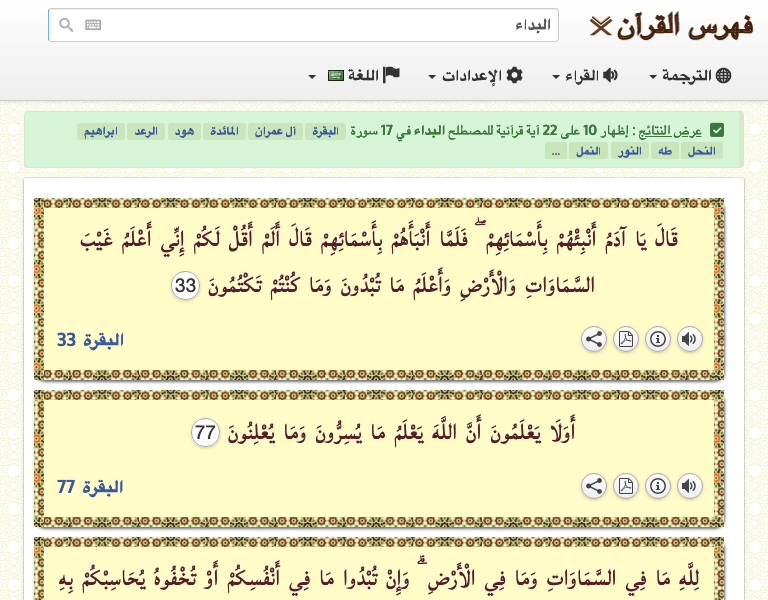 فهرس القرآن
البداء
الترجمة
القراء
الإعدادات
اللغة
عرض النتائج : إظهار 10 على 22 آية قرآنية للمصطلح البداء في 17 سورة البقرة آل عمران المائدة هود الرعد ابراهيم
النحل طه النور النمل ...
قَالَ يَا آدَمُ أَنْبِئْهُمْ بِأَسْمَائِهِمْ ۖ فَلَمَّا أَنْبَأَهُمْ بِأَسْمَائِهِمْ قَالَ أَلَمْ أَقُلْ لَكُمْ إِنِّي أَعْلَمُ غَيْبَ
السَّمَاوَاتِ وَالْأَرْضِ وَأَعْلَمُ مَا تُبْدُونَ وَمَا كُنْتُمْ تَكْتُمُونَ 33
البقرة 33
أَوَلَا يَعْلَمُونَ أَنَّ اللَّهَ يَعْلَمُ مَا يُسِرُّونَ وَمَا يُعْلِنُونَ 77
البقرة 77
لِلَّهِ مَا فِي السَّمَاوَاتِ وَمَا فِي الْأَرْضِ ۗ وَإِنْ تُبْدُوا مَا فِي أَنْفُسِكُمْ أَوْ تُخْفُوهُ يُحَاسِبْكُمْ بِهِ